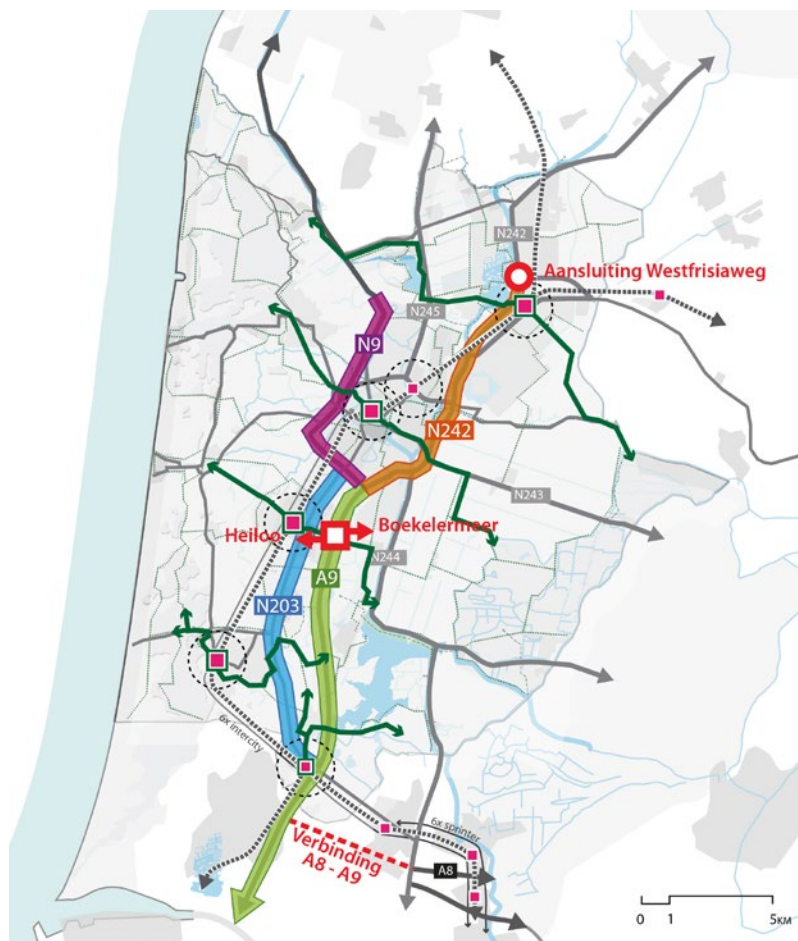 N242
Aansluiting Westfrisiaweg
N245
N9
N242
N243
Boekelermeer
Heiloo
N244
A9
N203
6x intercity
6x sprinter
Verbinding
A8 - A9
A8
0 1 5KM